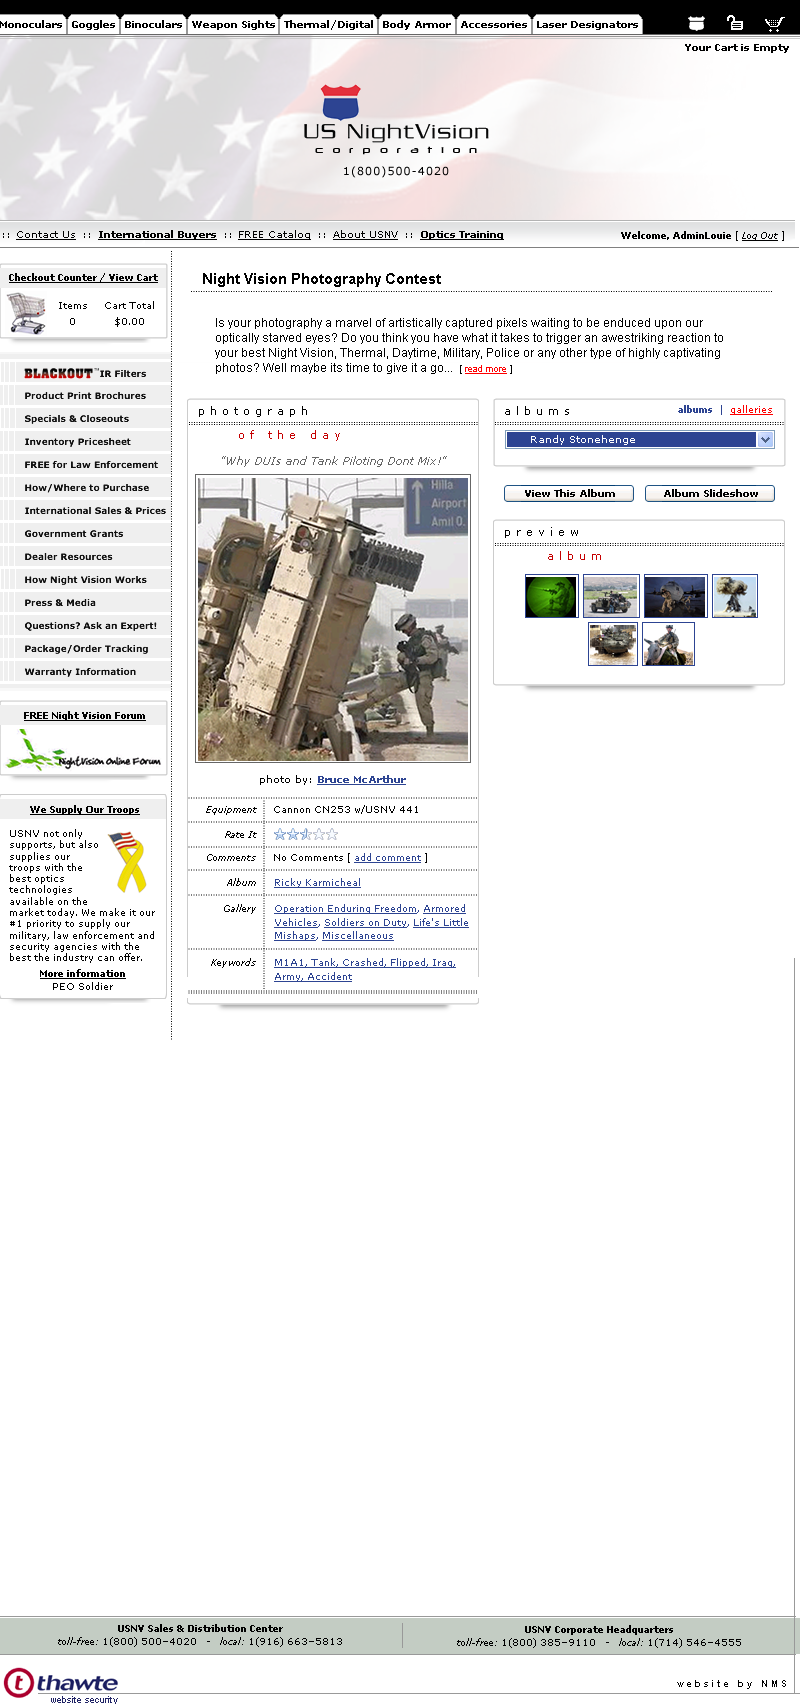 Monoculars Goggles Binoculars Weapon Sights Thermal/Digital Body Armor Accessories Laser Designators
Your Cart is Empty
US NightVision
corporation
1(800)500-4020
:: Contact Us :: International Buyers :: FREE Catalog :: About USNV :: Optics Training
Welcome, AdminLouie [ Log Out ]
Checkout Counter / View Cart
Items Cart Total
0 $0.00
BLACKOUT™ IR Filters
Product Print Brochures
Specials & Closeouts
Inventory Pricesheet
FREE for Law Enforcement
How/Where to Purchase
International Sales & Prices
Government Grants
Dealer Resources
How Night Vision Works
Press & Media
Questions? Ask an Expert!
Package/Order Tracking
Warranty Information
FREE Night Vision Forum
NightVision Online Forum
We Supply Our Troops
USNV not only
supports, but also
supplies our
troops with the
best optics
technologies
available on the
market today. We make it our
#1 priority to supply our
military, law enforcement and
security agencies with the
best the industry can offer.
More information
PEO Soldier
Night Vision Photography Contest
Is your photography a marvel of artistically captured pixels waiting to be enduced upon our
optically starved eyes? Do you think you have what it takes to trigger an awestriking reaction to
your best Night Vision, Thermal, Daytime, Military, Police or any other type of highly captivating
photos? Well maybe its time to give it a go... [ read more ]
photograph
of the day
"Why DUIs and Tank Piloting Dont Mix!"
Hilla
Airport
Amil O.
photo by: Bruce McArthur
Equipment Cannon CN253 w/USNV 441
Rate It
Comments No Comments [ add comment ]
Album Ricky Karmicheal
Gallery Operation Enduring Freedom, Armored
Vehicles, Soldiers on Duty, Life's Little
Mishaps, Miscellaneous
Keywords M1A1, Tank, Crashed, Flipped, Iraq,
Army, Accident
albums albums | galleries
Randy Stonehenge
View This Album Album Slideshow
preview
album
USNV Sales & Distribution Center
toll-free: 1(800) 500-4020 - local: 1(916) 663-5813
USNV Corporate Headquarters
toll-free: 1(800) 385-9110 - local: 1(714) 546-4555
thawte
website security
website by NMS